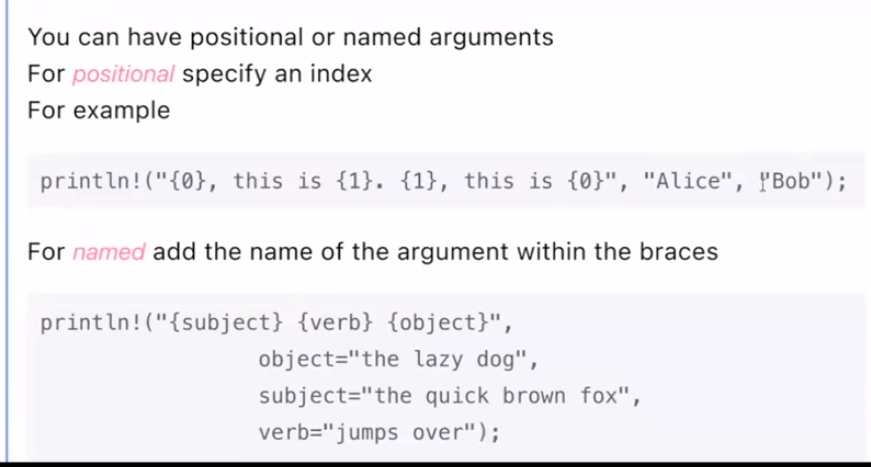 You can have positional or named arguments
For positional specify an index
For example
println!("{0}, this is {1}. {1}, this is {0}", "Alice", "Bob");
For named add the name of the argument within the braces
println!("{subject} {verb} {object}",
object="the lazy dog",
subject="the quick brown fox",
verb="jumps over");